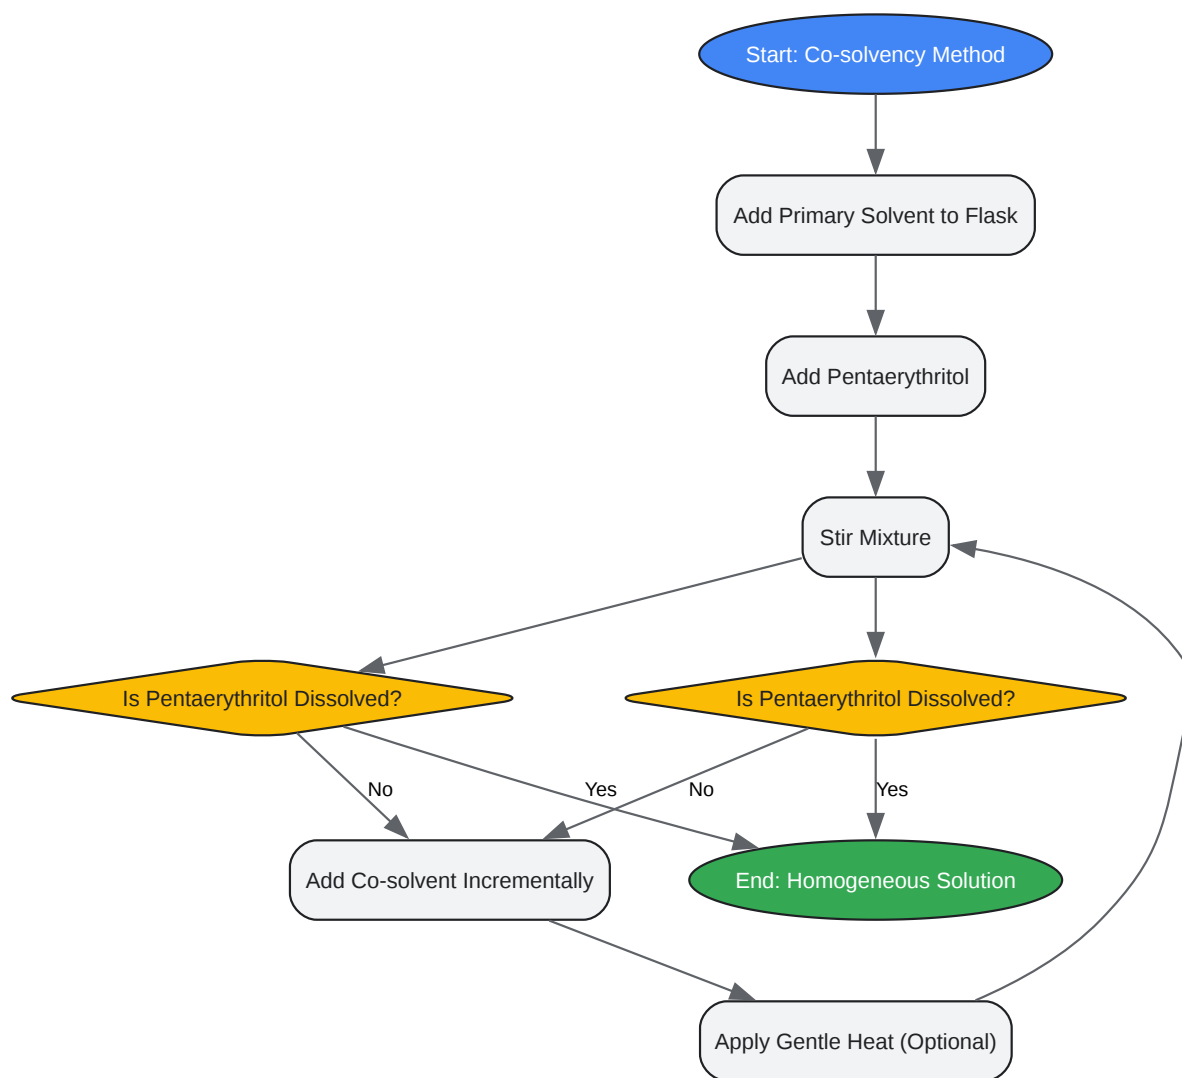 Start: Co-solvency Method
Add Primary Solvent to Flask
Add Pentaerythritol
Stir Mixture
Is Pentaerythritol Dissolved?
Is Pentaerythritol Dissolved?
No
Yes
No
Yes
Add Co-solvent Incrementally
End: Homogeneous Solution
Apply Gentle Heat (Optional)